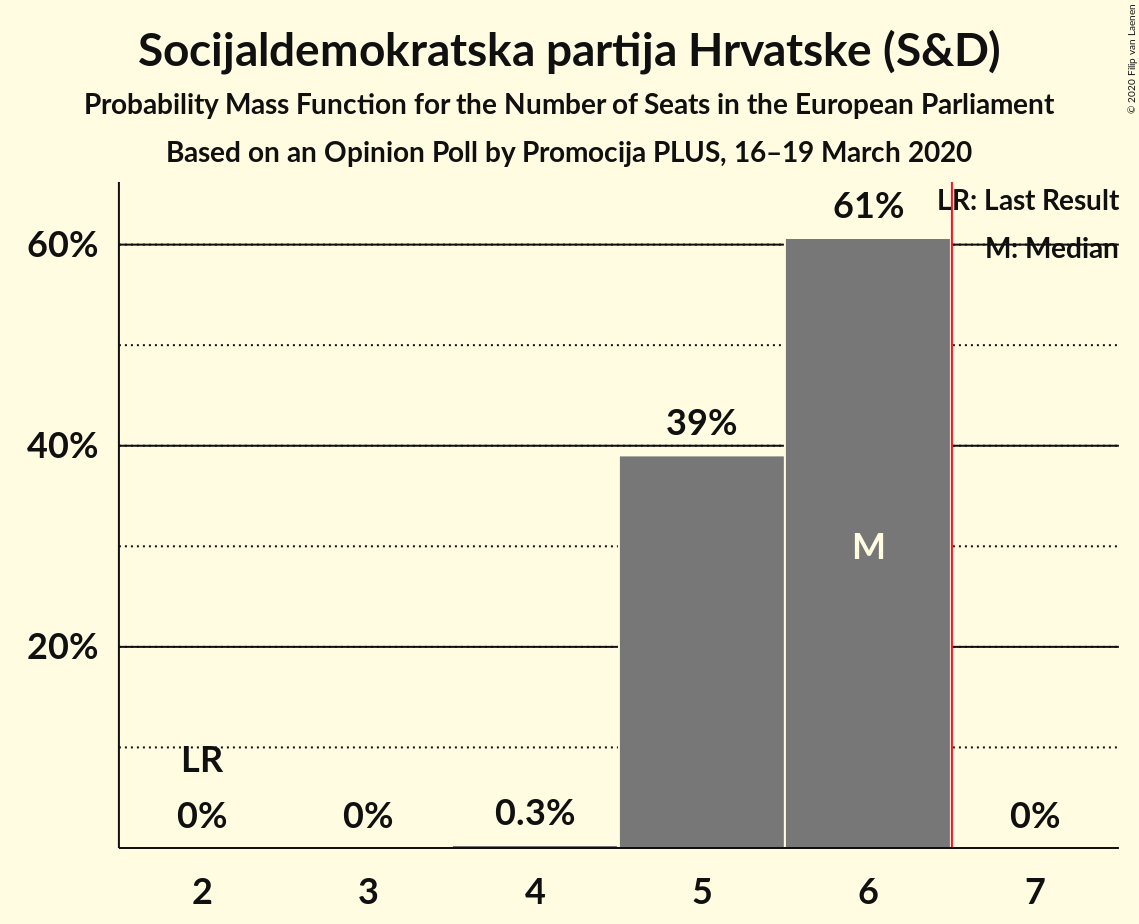 Socijaldemokratska partija Hrvatske (S&D)
Probability Mass Function for the Number of Seats in the European Parliament
Based on an Opinion Poll by Promocija PLUS, 16–19 March 2020
© 2020 Filip van Laenen
LR: Last Result
M: Median
61%
60%
39%
40%
M
20%
LR
0%
0%
0.3%
0%
2
3
4
5
6
7